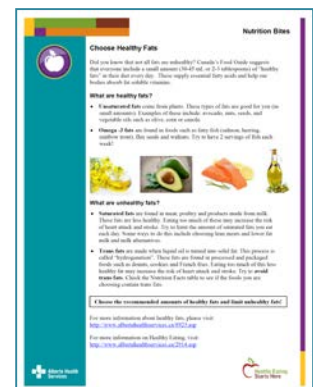 Nutrition Bites
Choose Healthy Fats
Did you know that not all fats are unhealthy? Canada's Food Guide suggests
that everyone include a small amount (30-45 mL or 2-3 tablespoons) of "healthy
fats" in their diet every day. These supply essential fatty acids and help our
bodies absorb fat soluble vitamins.
What are healthy fats?
• Unsaturated fats come from plants. These types of fats are good for you (in
small amounts). Examples of these include: avocado, nuts, seeds, and
vegetable oils such as olive, corn or canola.
• Omega -3 fats are found in foods such as fatty fish (salmon, herring,
rainbow trout), flax seeds and walnuts. Try to have 2 servings of fish each
week!
What are unhealthy fats?
• Saturated fats are found in meat, poultry and products made from milk.
These fats are less healthy. Eating too much of these may increase the risk
of heart attack and stroke. Try to limit the amount of saturated fats you eat
each day. Some ways to do this include choosing lean meats and lower fat
milk and milk alternatives.
• Trans fats are made when liquid oil is turned into solid fat. This process is
called "hydrogenation". These fats are found in processed and packaged
foods such as donuts, cookies and French fries. Eating too much of this less
healthy fat may increase the risk of heart attack and stroke. Try to avoid
trans fats. Check the Nutrition Facts table to see if the foods you are
choosing contain trans fats.
Choose the recommended amounts of healthy fats and limit unhealthy fats!
For more information about healthy fats, please visit:
For more information on Healthy Eating, visit:
Alberta Health
Services
Healthy Eating
Starts Here